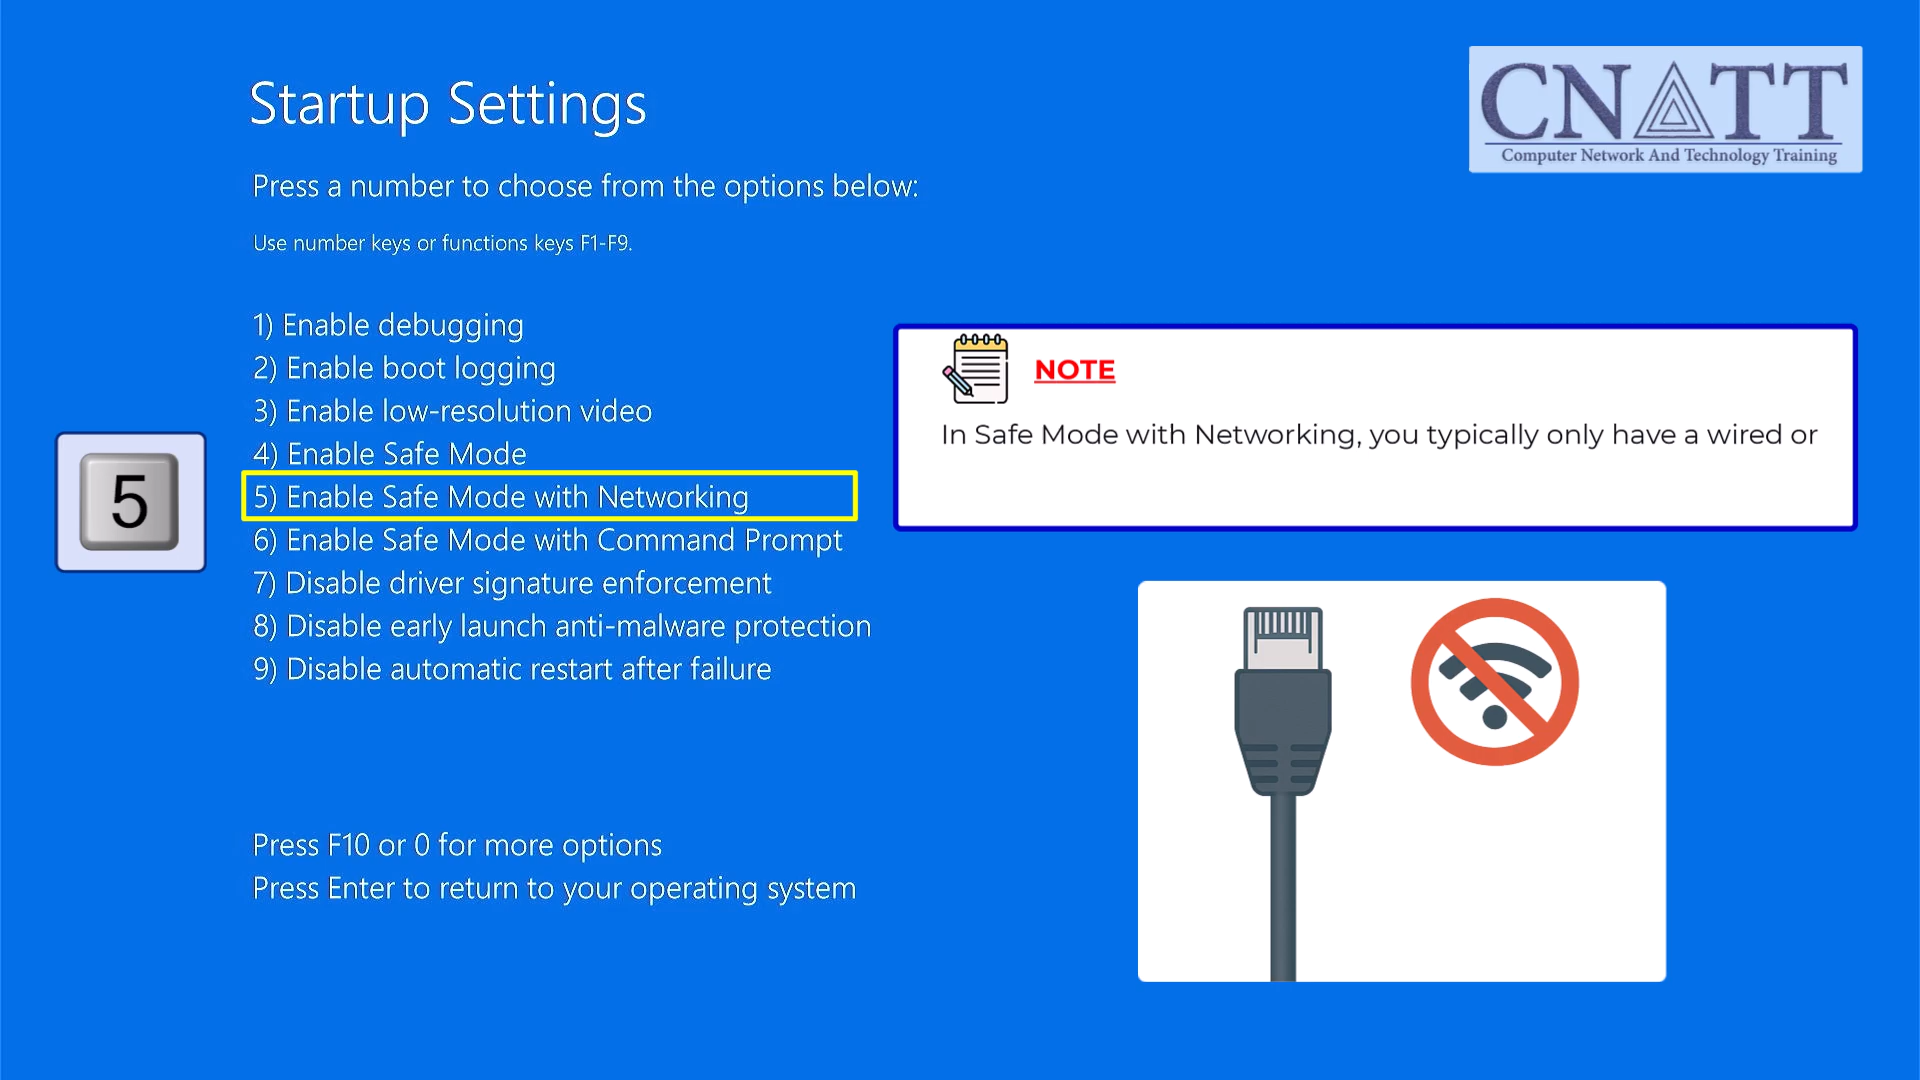 Startup Settings
CNATT
Computer Network And Technology Training
Press a number to choose from the options below:
Use number keys or functions keys F1-F9.
1) Enable debugging
2) Enable boot logging
3) Enable low-resolution video
4) Enable Safe Mode
5) Enable Safe Mode with Networking
6) Enable Safe Mode with Command Prompt
7) Disable driver signature enforcement
8) Disable early launch anti-malware protection
9) Disable automatic restart after failure
5
NOTE
In Safe Mode with Networking, you typically only have a wired or
Press F10 or 0 for more options
Press Enter to return to your operating system